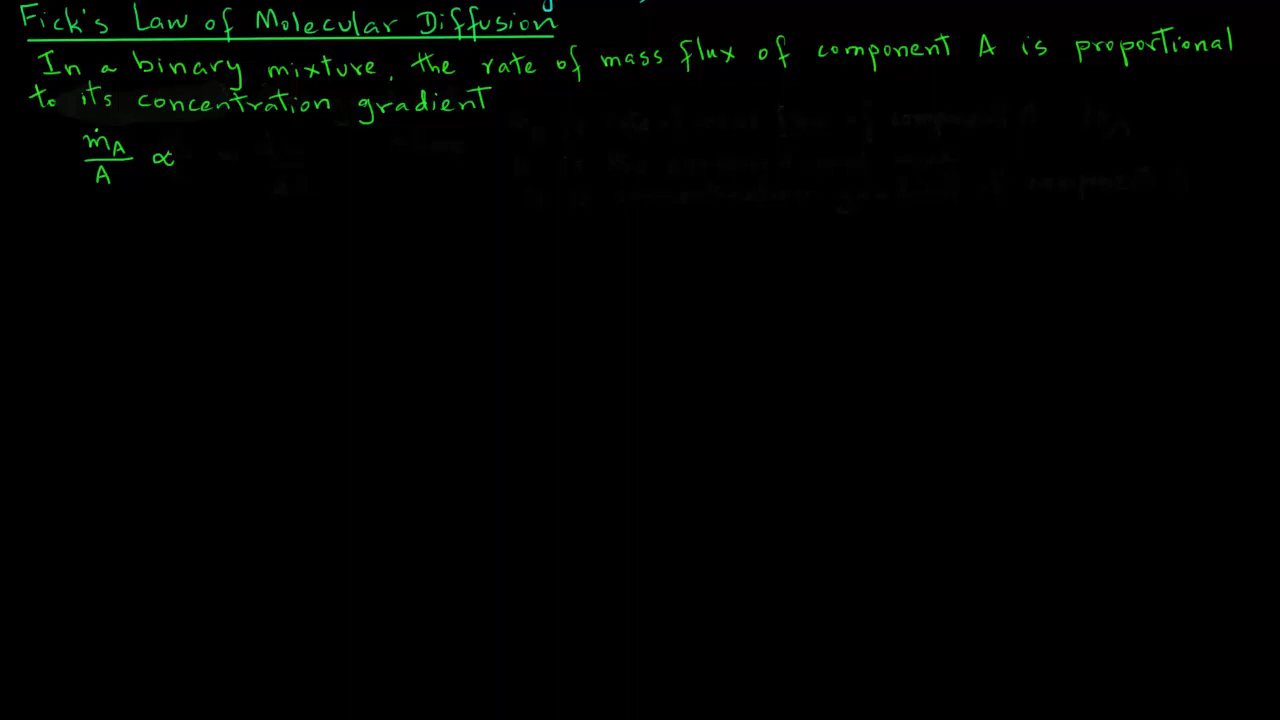 Fick's Law of Molecular Diffusion
In a binary mixture, the rate of mass flux of component A is proportional
to its concentration gradient
ṁA/A ∝